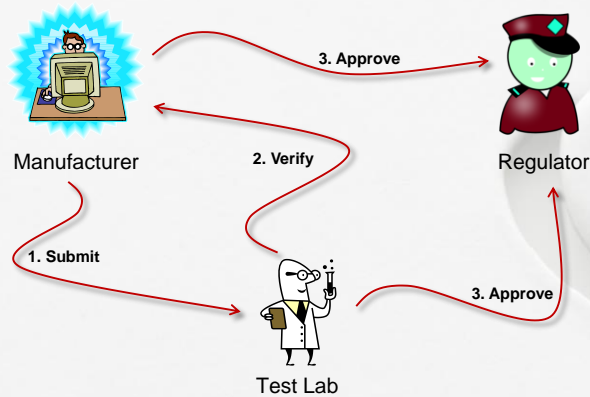 3. Approve
Manufacturer
2. Verify
Regulator
1. Submit
3. Approve
Test Lab